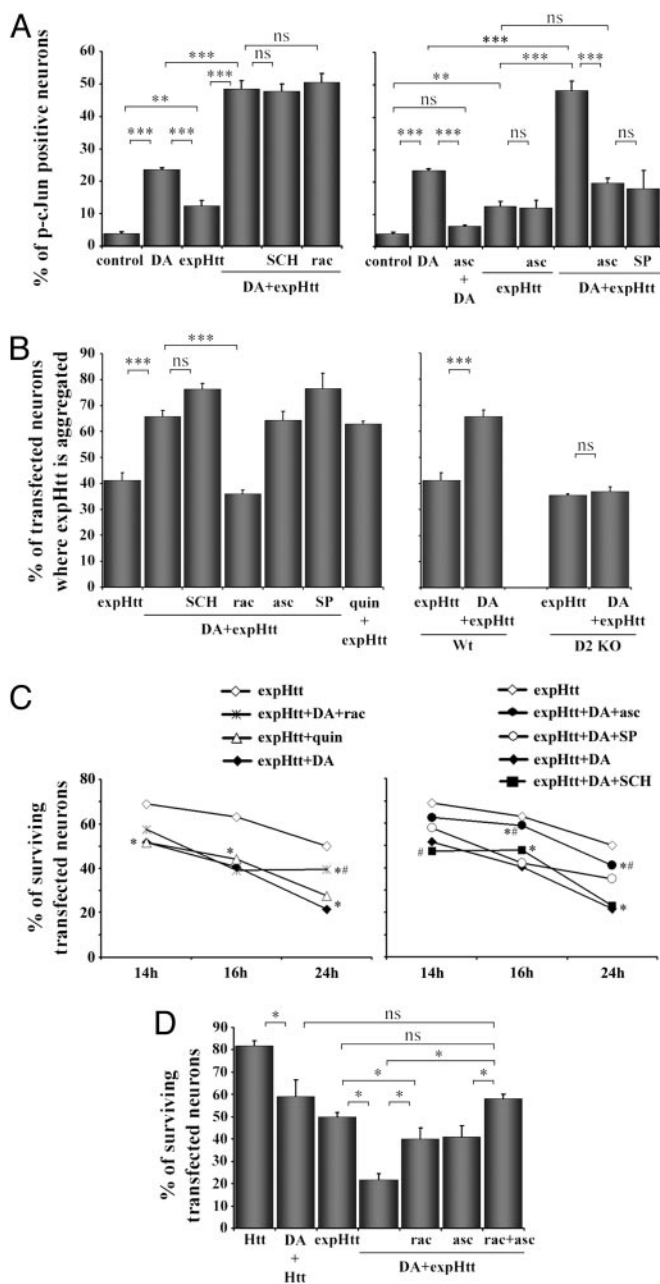 A
% of p-cJun positive neurons
60
50
40
30
20
10
0
ns
*** ns
** ***
*** ***
control DA expHtt SCH rac
DA+expHtt
ns
***
** *** ***
ns
*** *** ns ns
control DA asc + DA asc asc SP
expHtt DA+expHtt
B
% of transfected neurons
where expHtt is aggregated
90
80
70
60
50
40
30
20
10
0
***
*** ns
expHtt SCH rac asc SP quin + expHtt
DA+expHtt
***
ns
expHtt DA +expHtt expHtt DA +expHtt
Wt D2 KO
C
expHtt
expHtt+DA+rac
expHtt+quin
expHtt+DA
expHtt
expHtt+DA+asc
expHtt+DA+SP
expHtt+DA
expHtt+DA+SCH
% of surviving
transfected neurons
80
60
40
20
0
* * *# *
14h 16h 24h
# *# * *# *
14h 16h 24h
D
% of surviving
transfected neurons
90
80
70
60
50
40
30
20
10
0
ns
* ns
*
* *
* *
Htt DA + Htt expHtt rac asc rac+asc
DA+expHtt